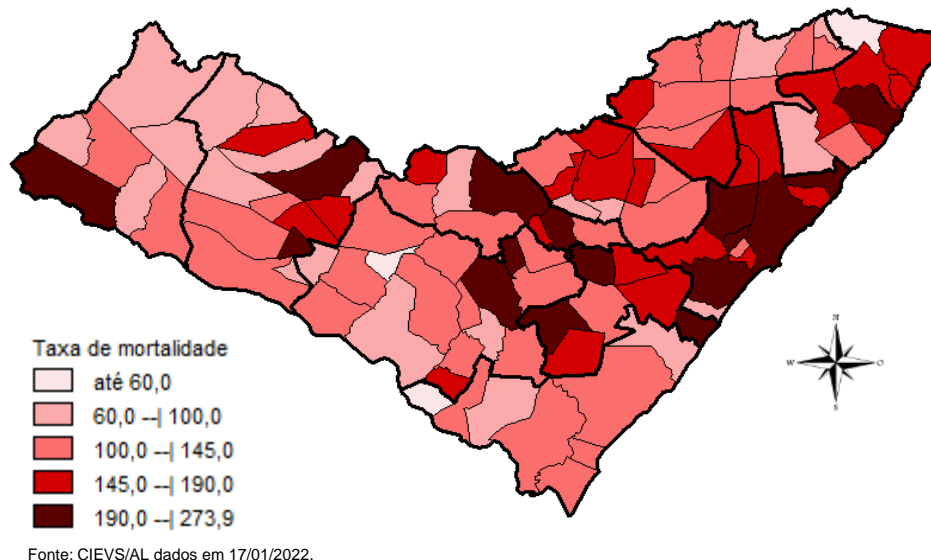 N
W
O
S
Taxa de mortalidade
até 60,0
60,0 --| 100,0
100,0 --| 145,0
145,0 --| 190,0
190,0 --| 273,9
Fonte: CIEVS/AL dados em 17/01/2022.